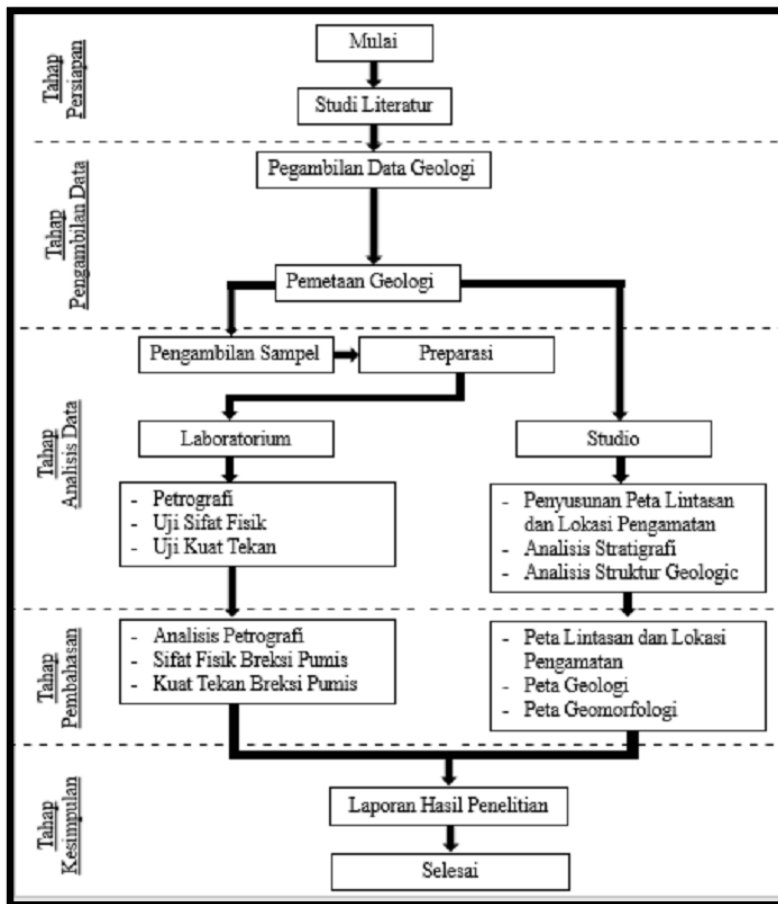 Tahap
Persiapan
Mulai
Studi Literatur
Tahap
Pengambilan Data
Pegambilan Data Geologi
Pemetaan Geologi
Tahap
Analisis Data
Pengambilan Sampel
Preparasi
Laboratorium
Studio
- Petrografi
- Uji Sifat Fisik
- Uji Kuat Tekan
- Penyusunan Peta Lintasan
dan Lokasi Pengamatan
- Analisis Stratigrafi
- Analisis Struktur Geologic
Tahap
Pembahasan
- Analisis Petrografi
- Sifat Fisik Breksi Pumis
- Kuat Tekan Breksi Pumis
- Peta Lintasan dan Lokasi
Pengamatan
- Peta Geologi
- Peta Geomorfologi
Tahap
Kesimpulan
Laporan Hasil Penelitian
Selesai